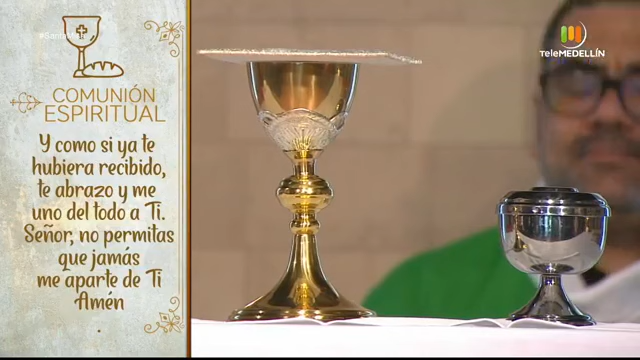 #SantaMisa
COMUNIÓN
ESPIRITUAL
Y como si ya te
hubiera recibido,
te abrazo y me
uno del todo a Ti.
Señor, no permitas
que jamás
me aparte de Ti
Amén
.
TeleMEDELLÍN